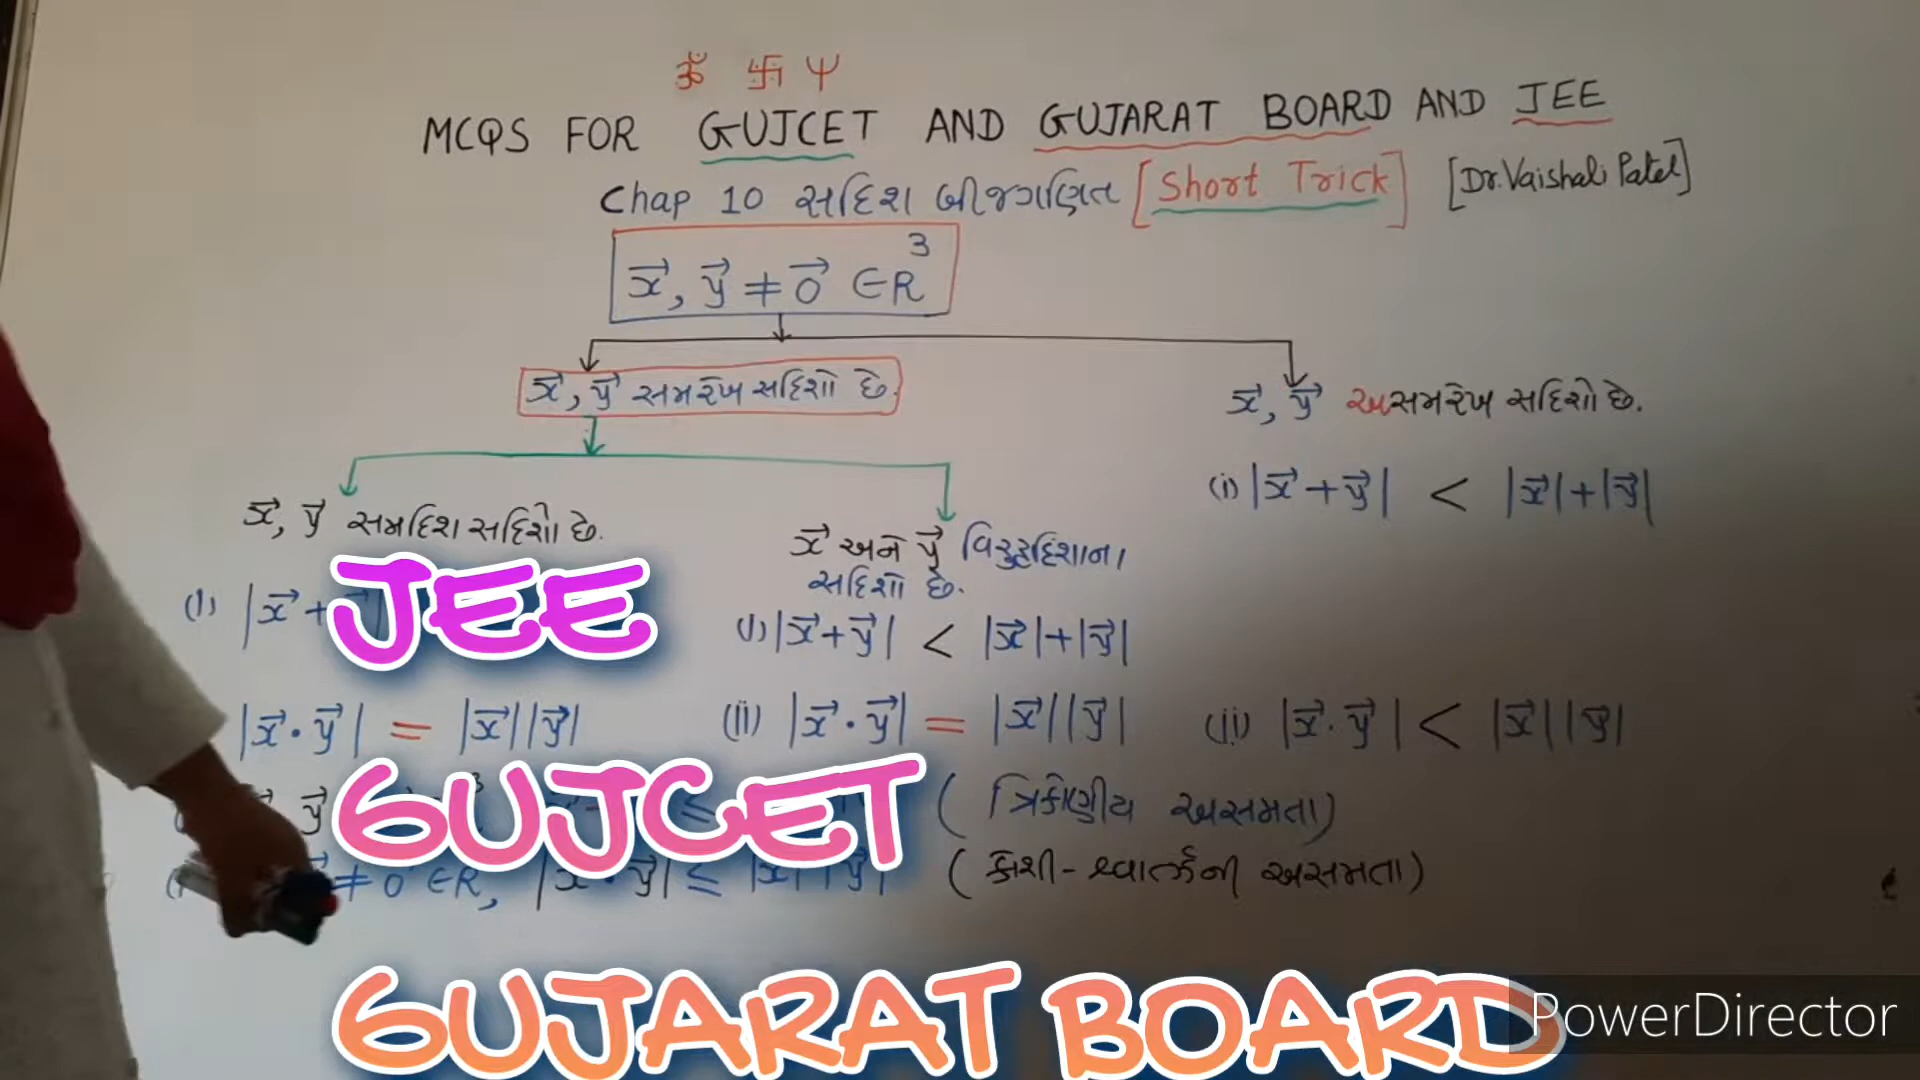 ૐ 卐 Ψ
MCQS FOR GUJCET AND GUJARAT BOARD AND JEE
Chap 10 સદિશ બીજગણિત [Short Trick] [Dr.Vaishali Patel]
x⃗, y⃗ ≠ 0⃗ ∈R³
x⃗, y⃗ સમરેખ સદિશો છે.
x⃗, y⃗ અસમરેખ સદિશો છે.
x⃗, y⃗ સમદિશ સદિશો છે.
x⃗ અને y⃗ વિરુદ્ધદિશાના
સદિશો છે.
(i) |x⃗+y⃗| < |x⃗|+|y⃗|
(i) |x⃗ +
(i) |x⃗+y⃗| < |x⃗|+|y⃗|
|x⃗·y⃗| = |x⃗||y⃗|
(ii) |x⃗·y⃗| = |x⃗||y⃗|
(ii) |x⃗·y⃗| < |x⃗||y⃗|
y⃗ ≤ (ત્રિકોણીય અસમતા)
≠ 0 ∈R, |x⃗·y⃗| ≤ |x⃗||y⃗| (કૉશી-શ્વાર્ત્ઝની અસમતા)
JEE
GUJCET
GUJARAT BOARD
PowerDirector